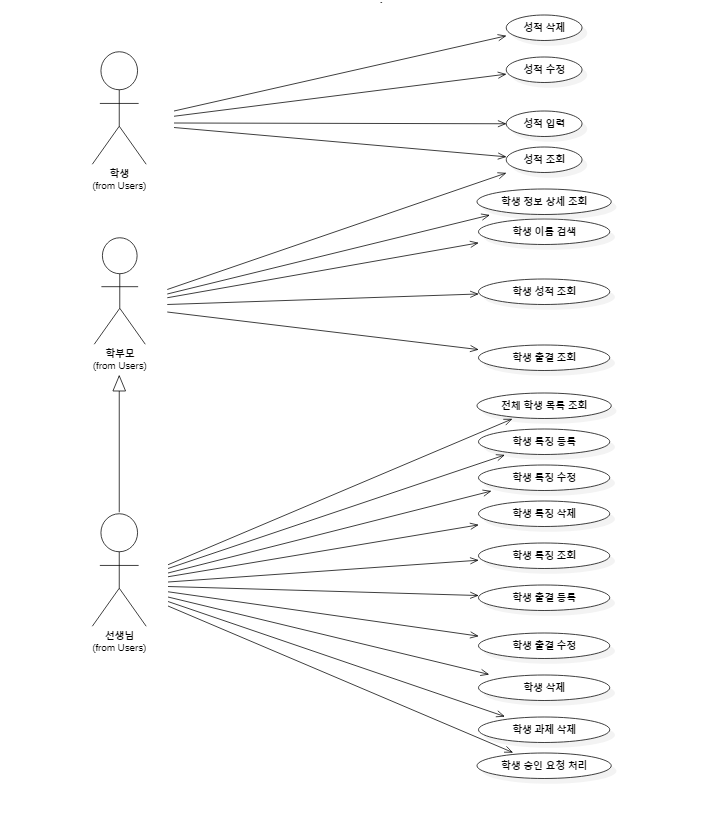 성적 삭제
성적 수정
성적 입력
성적 조회
학생
(from Users)
학생 정보 상세 조회
학생 이름 검색
학생 성적 조회
학부모
(from Users)
학생 출결 조회
전체 학생 목록 조회
학생 특징 등록
학생 특징 수정
학생 특징 삭제
학생 특징 조회
학생 출결 등록
선생님
(from Users)
학생 출결 수정
학생 삭제
학생 과제 삭제
학생 승인 요청 처리